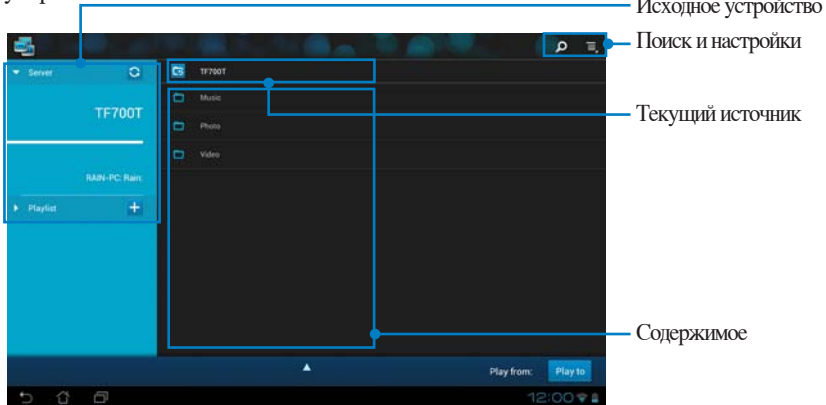 Исходное устройство
Поиск и настройки
Server
TF700T
TF700T
Music
Текущий источник
Photo
Video
RAIN-PC: Rain:
Playlist
Содержимое
Play from:
Play to
12:00